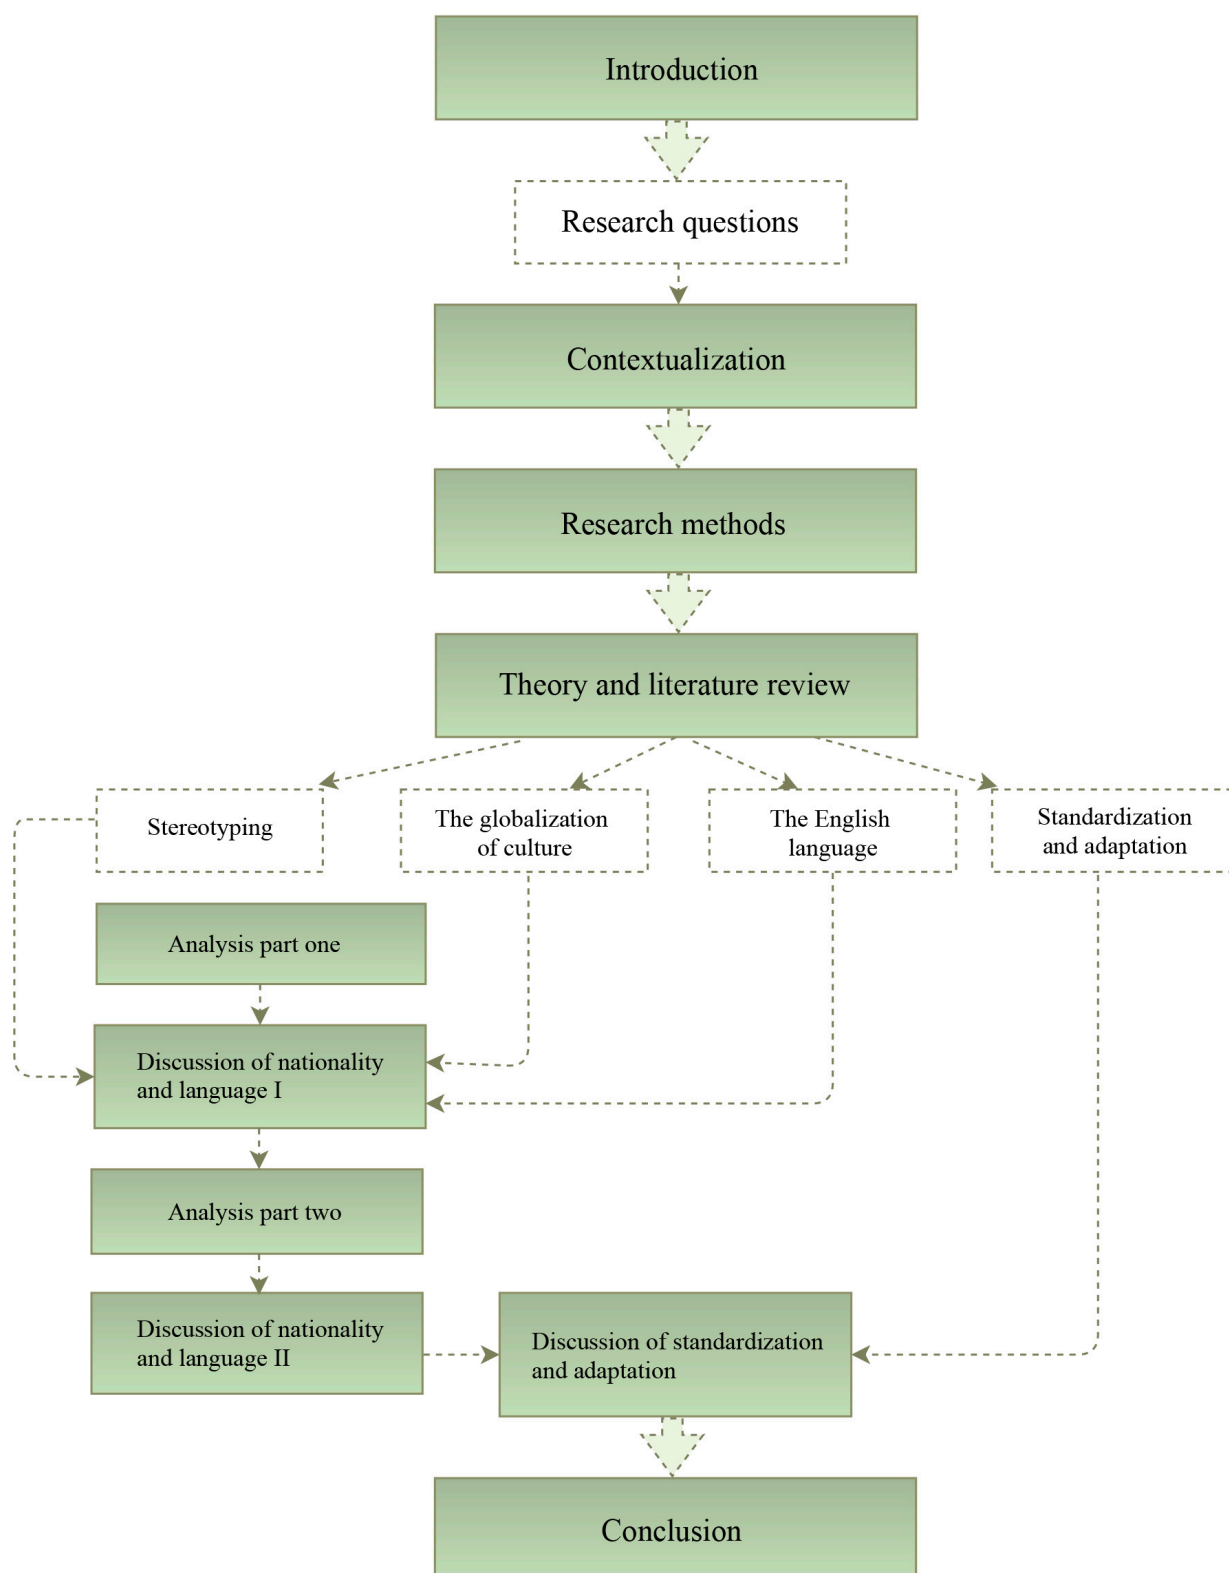 Introduction
Research questions
Contextualization
Research methods
Theory and literature review
Stereotyping
The globalization
of culture
The English
language
Standardization
and adaptation
Analysis part one
Discussion of nationality
and language I
Analysis part two
Discussion of nationality
and language II
Discussion of standardization
and adaptation
Conclusion